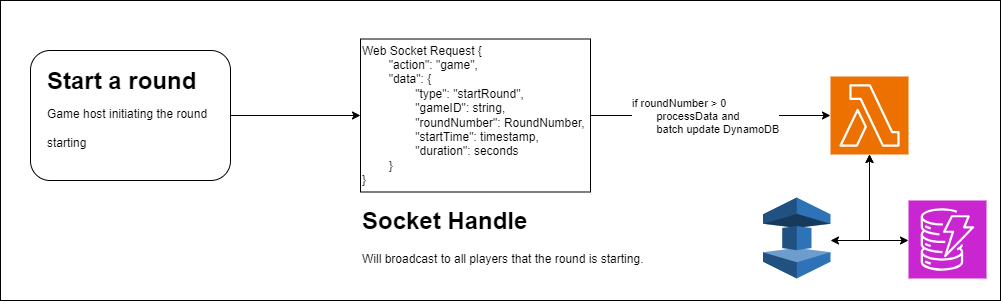 Start a round
Game host initiating the round
starting
Web Socket Request {
"action": "game",
"data": {
"type": "startRound",
"gameID": string,
"roundNumber": RoundNumber,
"startTime": timestamp,
"duration": seconds
}
}
Socket Handle
Will broadcast to all players that the round is starting.
if roundNumber > 0
processData and
batch update DynamoDB